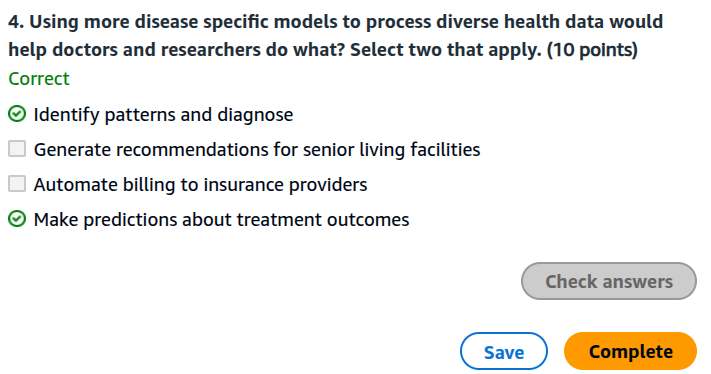 4. Using more disease specific models to process diverse health data would
help doctors and researchers do what? Select two that apply. (10 points)
Correct
Identify patterns and diagnose
Generate recommendations for senior living facilities
Automate billing to insurance providers
Make predictions about treatment outcomes
Check answers
Save
Complete